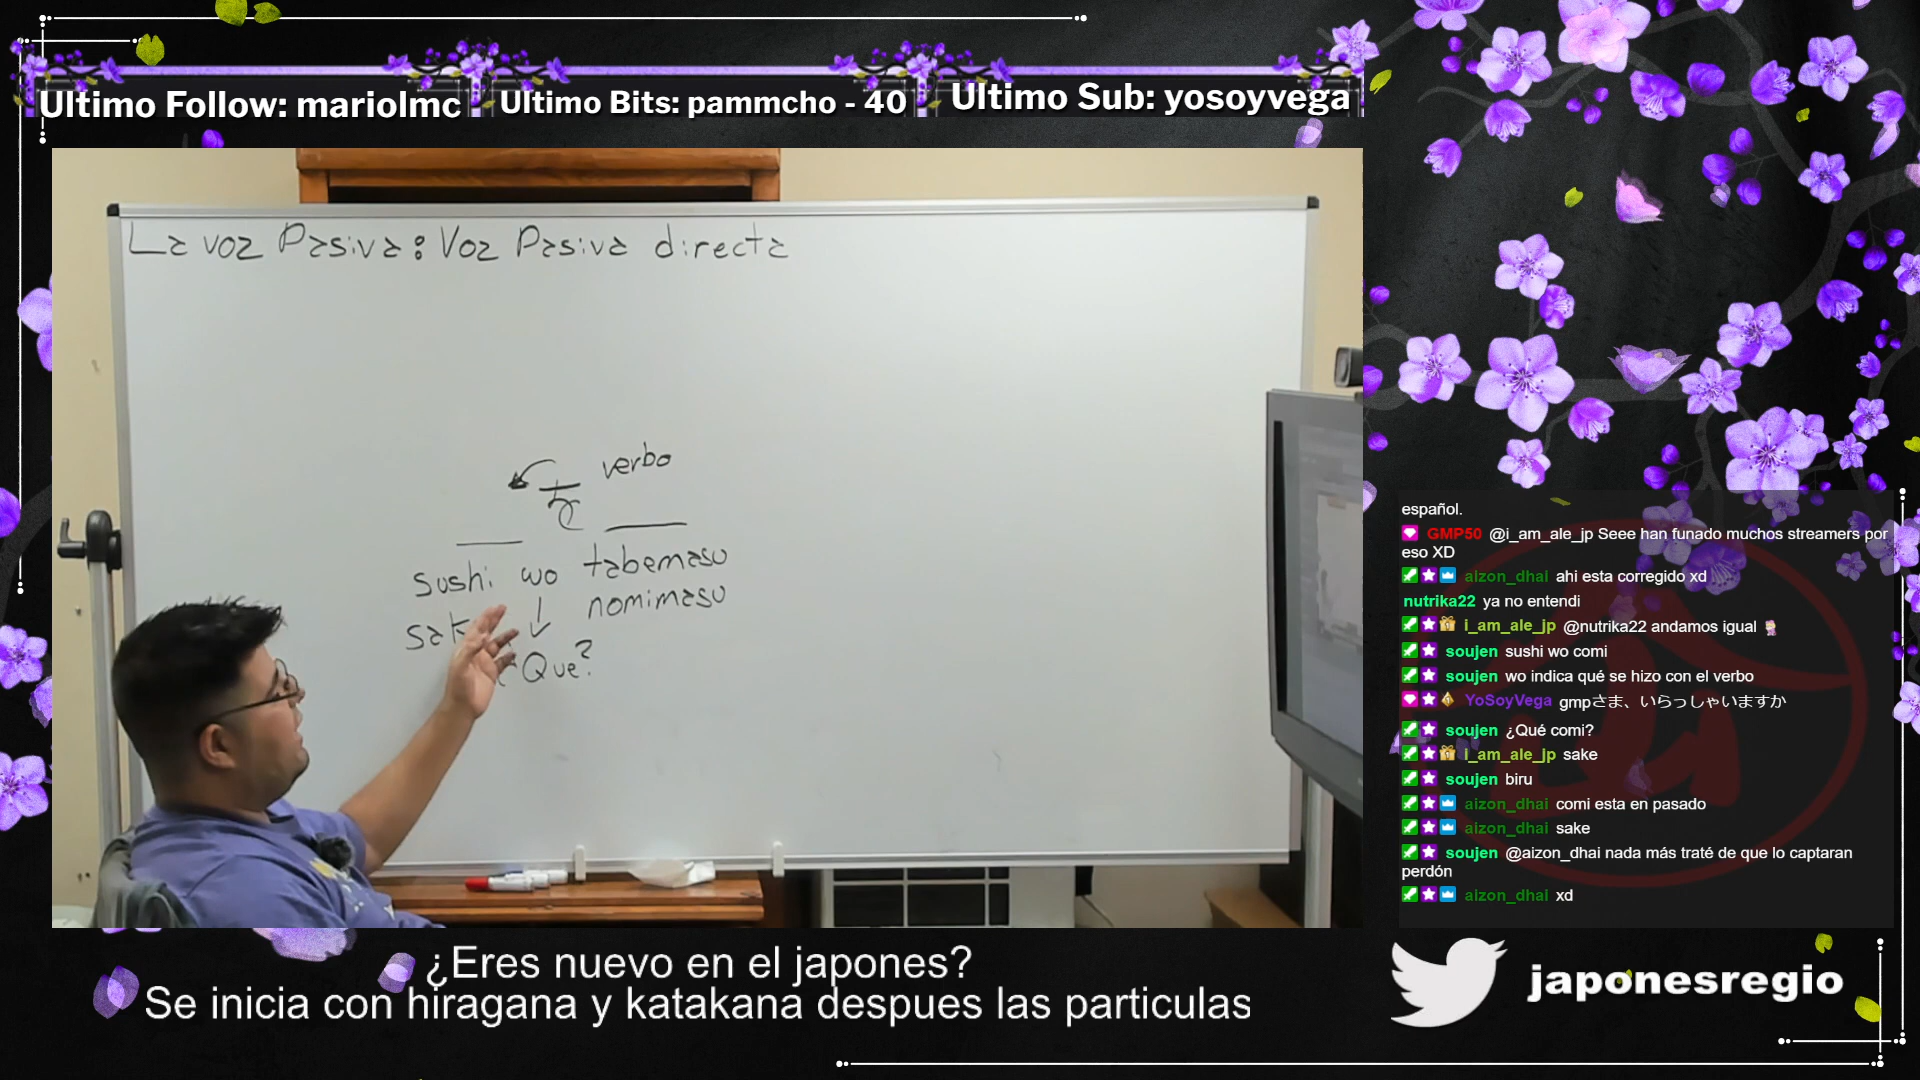 Ultimo Follow: mariolmc
Ultimo Bits: pammcho - 40
Ultimo Sub: yosoyvega
La voz Pasiva: Voz Pasiva directa
verbo
を
sushi wo tabemasu
sak nomimasu
¿Que?
español.
GMP50 @i_am_ale_jp Seee han funado muchos streamers por
eso XD
aizon_dhai ahi esta corregido xd
nutrika22 ya no entendi
i_am_ale_jp @nutrika22 andamos igual
soujen sushi wo comi
soujen wo indica qué se hizo con el verbo
YoSoyVega gmpさま、いらっしゃいますか
soujen ¿Qué comi?
i_am_ale_jp sake
soujen biru
aizon_dhai comi esta en pasado
aizon_dhai sake
soujen @aizon_dhai nada más traté de que lo captaran
perdón
aizon_dhai xd
¿Eres nuevo en el japones?
Se inicia con hiragana y katakana despues las particulas
japonesregio